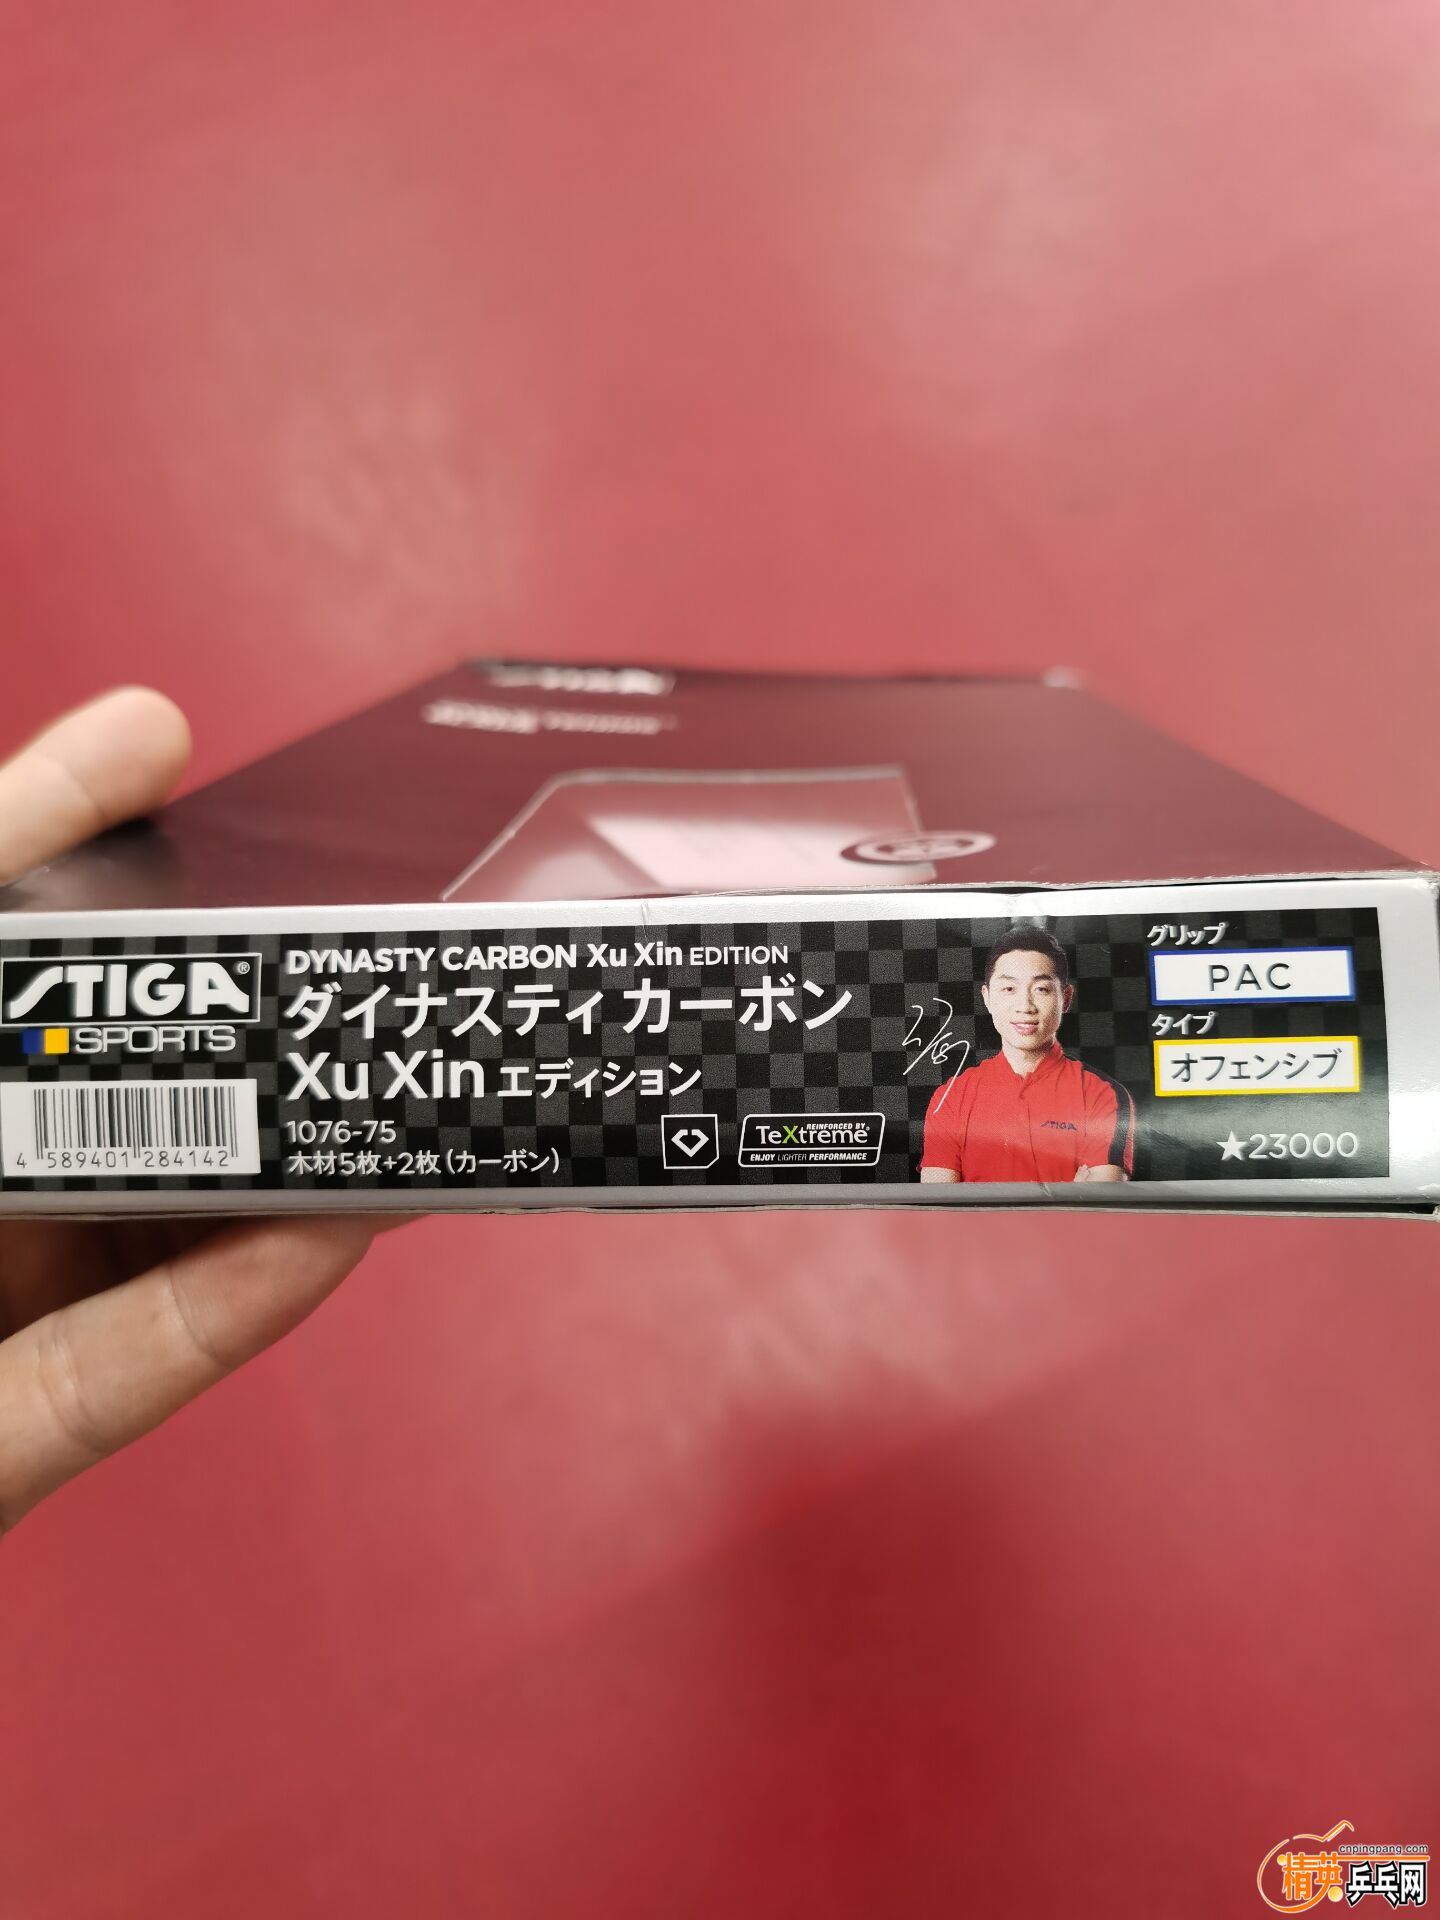 STIGA
STIGA®
SPORTS
4 589401 284142
DYNASTY CARBON Xu Xin EDITION
ダイナスティ カーボン
Xu Xin エディション
1076-75
木材5枚+2枚(カーボン)
REINFORCED BY
TeXtreme®
ENJOY LIGHTER PERFORMANCE
STIGA
グリップ
PAC
タイプ
オフェンシブ
★23000
cnpingpang.com
精英乒乓网